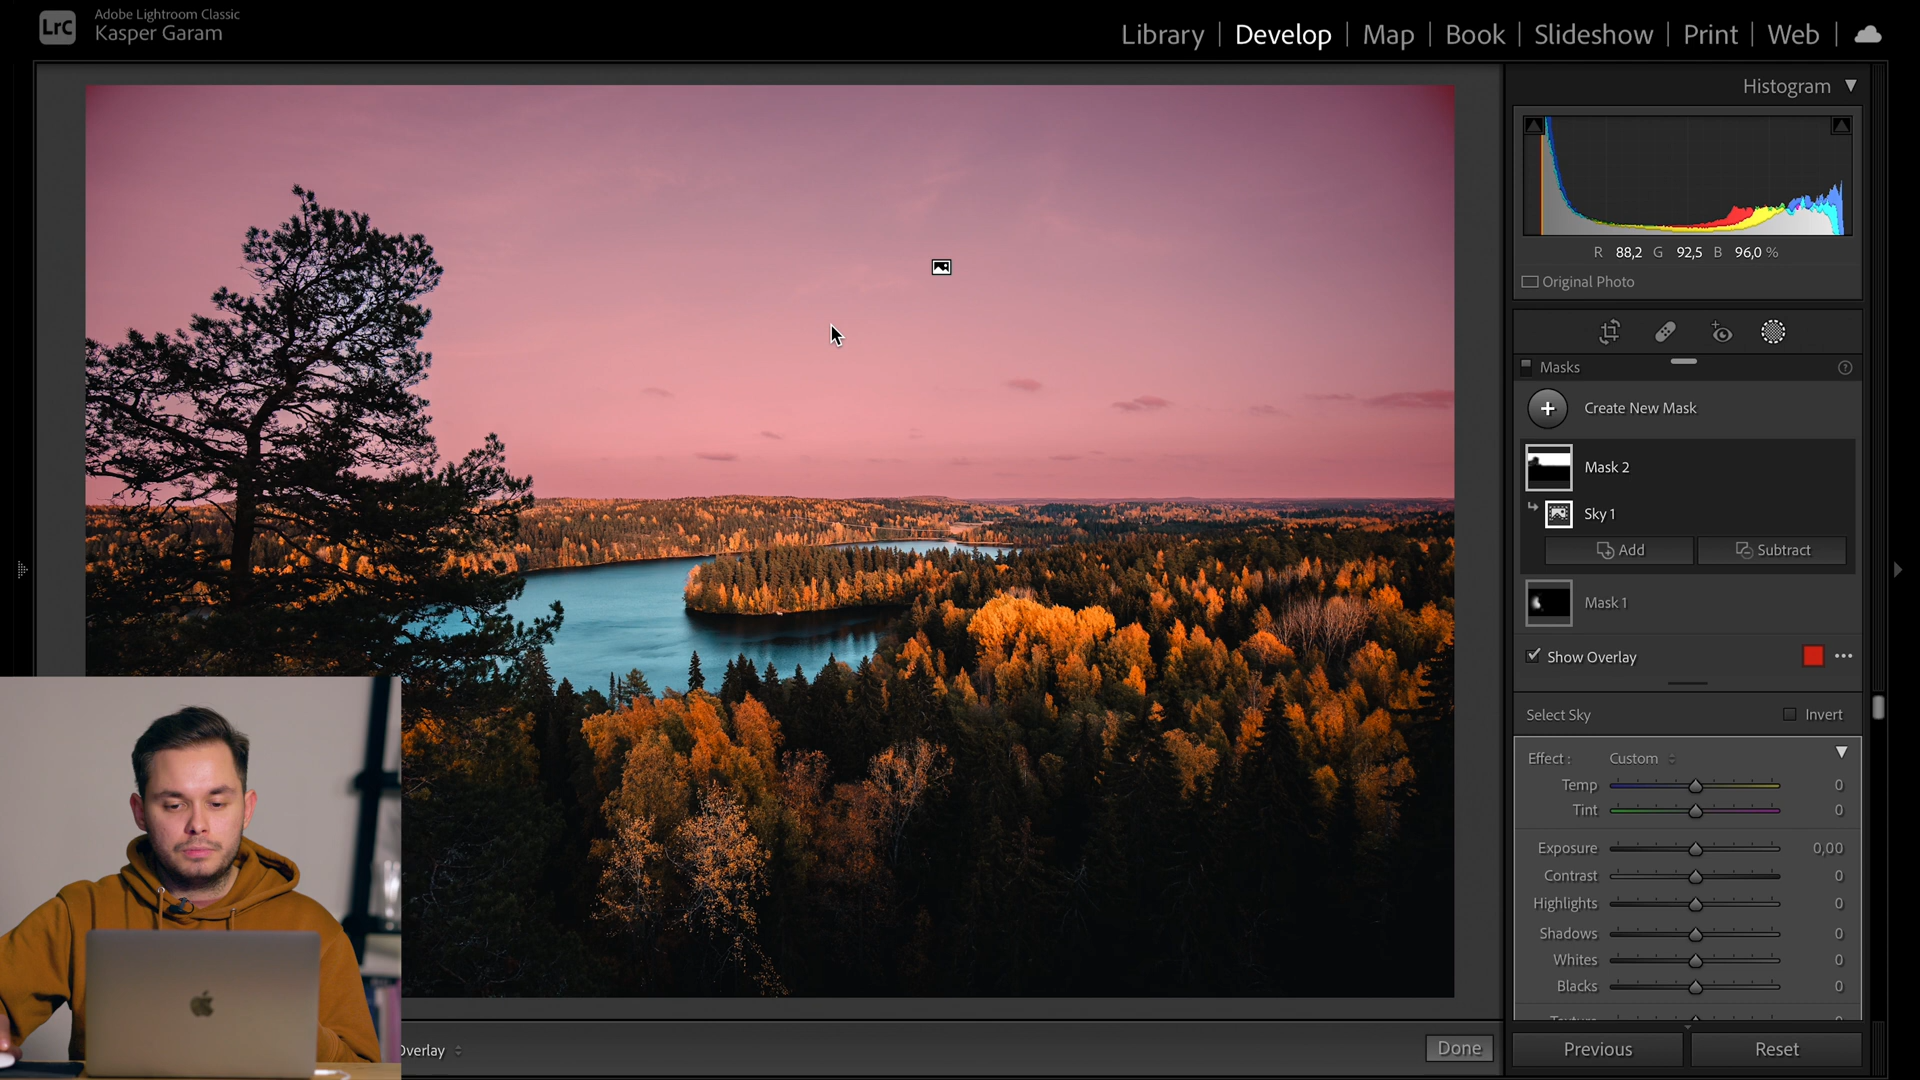 LrC
Adobe Lightroom Classic
Kasper Garam
Library | Develop | Map | Book | Slideshow | Print | Web |
Histogram
R 88,2 G 92,5 B 96,0 %
Original Photo
Masks
Create New Mask
Mask 2
Sky 1
Add Subtract
Mask 1
Show Overlay
Select Sky Invert
Effect : Custom
Temp 0
Tint 0
Exposure 0,00
Contrast 0
Highlights 0
Shadows 0
Whites 0
Blacks 0
Overlay
Done
Previous Reset